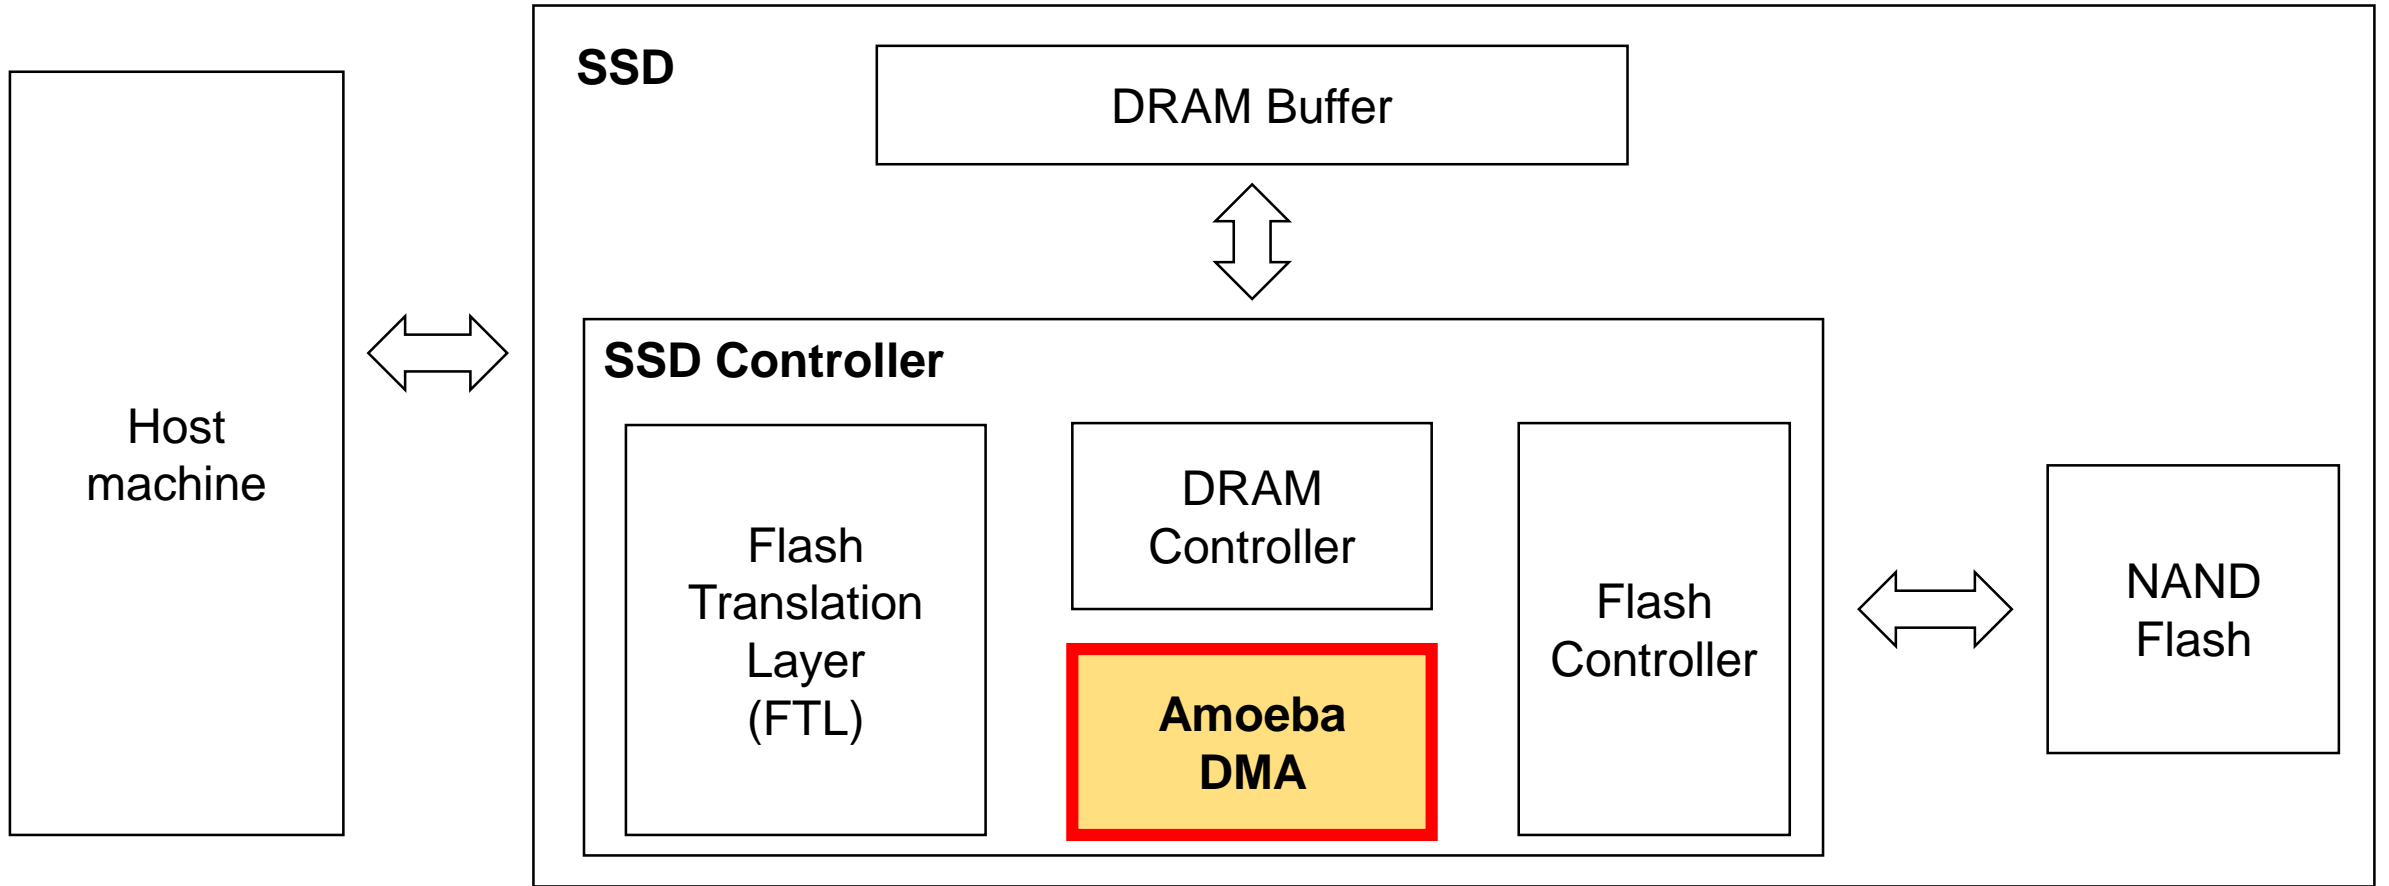 SSD
DRAM Buffer
Host
machine
SSD Controller
Flash
Translation
Layer
(FTL)
DRAM
Controller
Amoeba
DMA
Flash
Controller
NAND
Flash